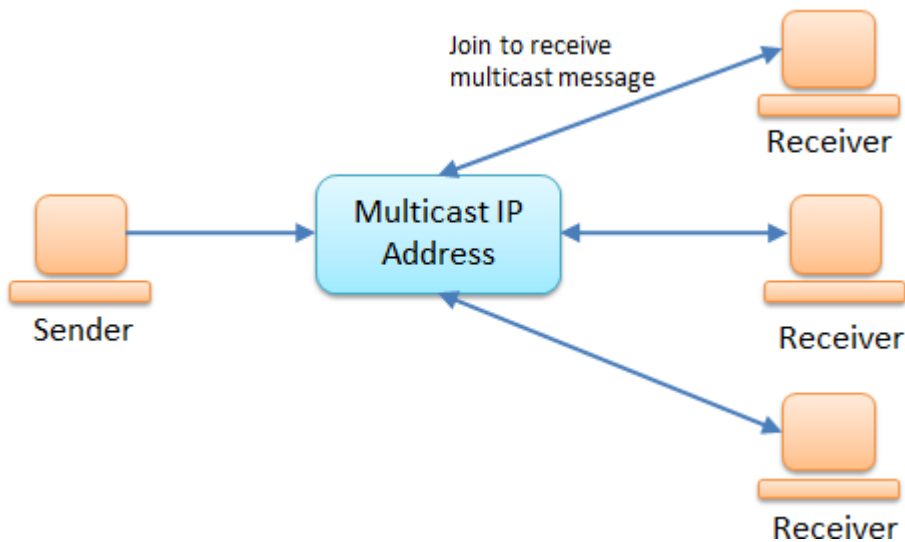 Join to receive
multicast message
Receiver
Multicast IP
Address
Sender
Receiver
Receiver